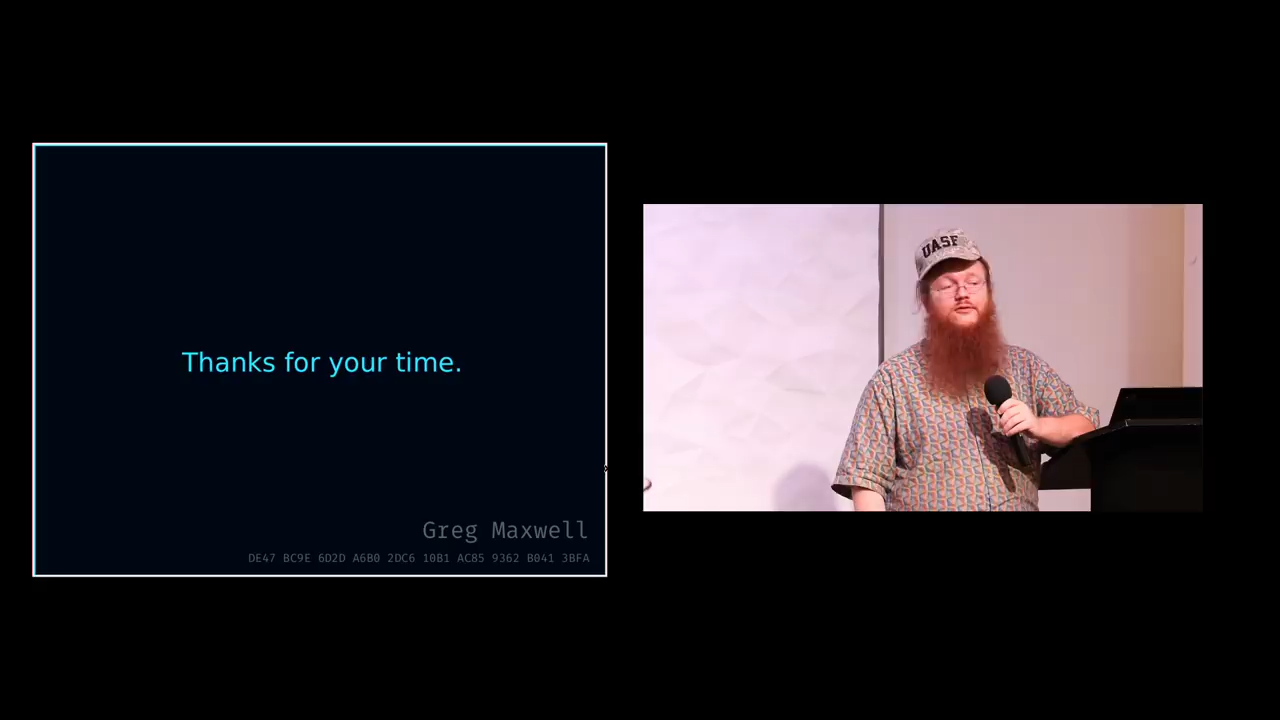 Thanks for your time.
Greg Maxwell
DE47 BC9E 6D2D A6B0 2DC6 10B1 AC85 9362 B041 3BFA
UASF